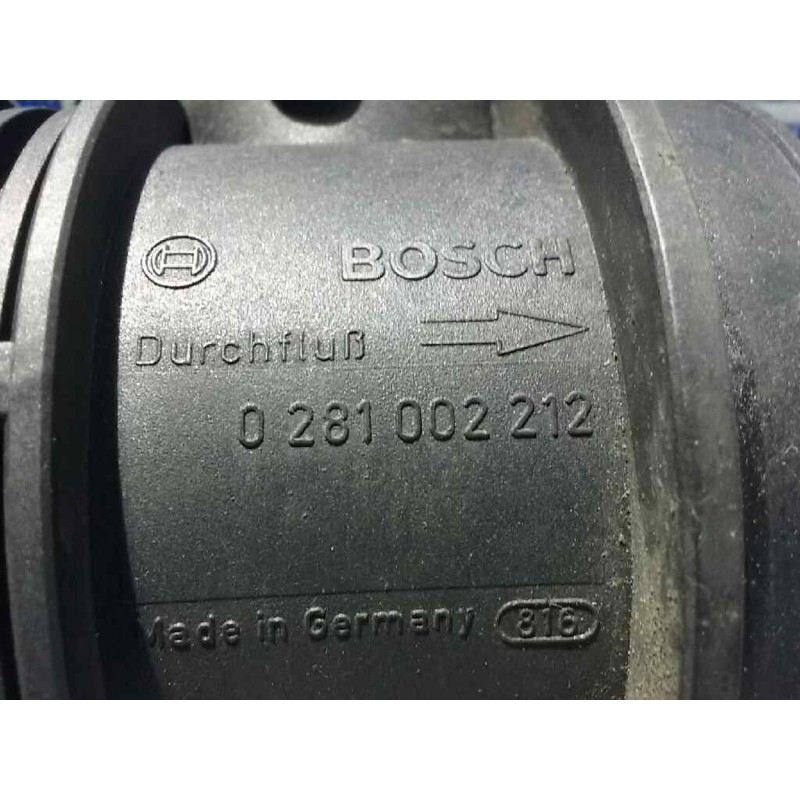 BOSCH
Durchfluß
0 281 002 212
Made in Germany 816